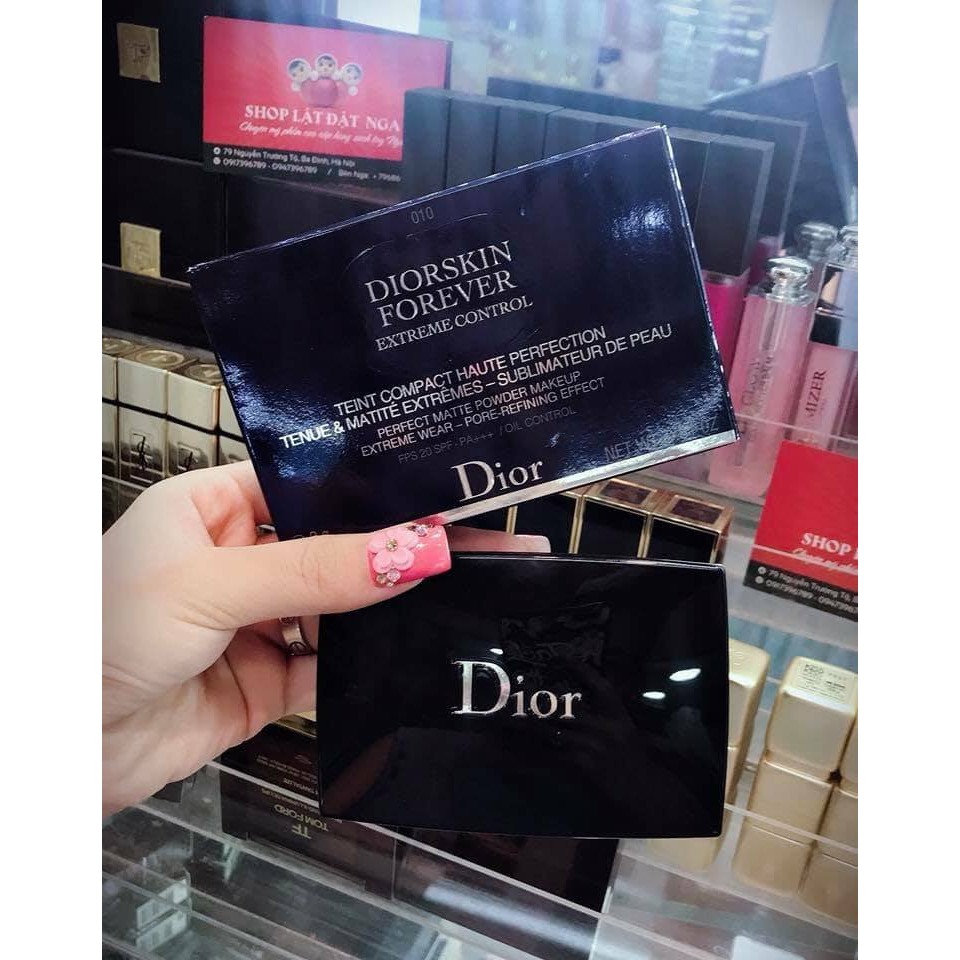 SHOP LẬT ĐẬT NGA
79 Nguyễn Trường Tộ, Ba Đình, Hà Nội
0917396789 - 0947396789 / Bên Nga:
010
DIORSKIN
FOREVER
EXTREME CONTROL
TEINT COMPACT HAUTE PERFECTION
TENUE & MATITÉ EXTRÊMES – SUBLIMATEUR DE PEAU
PERFECT MATTE POWDER MAKEUP
EXTREME WEAR – PORE-REFINING EFFECT
FPS 20 SPF - PA+++ / OIL CONTROL
NET
Dior
MIZER
SHOP
79 Nguyễn Trường Tộ,
0917396789 - 09473967
Dior
TOM FORD
TF